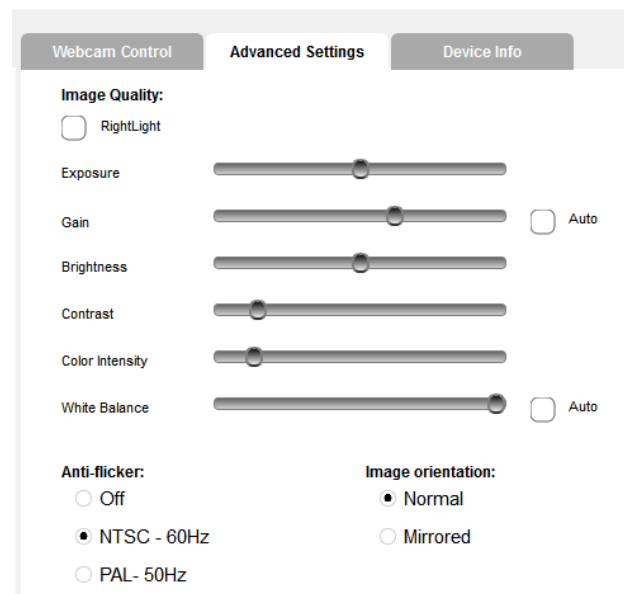 Webcam Control Advanced Settings Device Info
Image Quality:
RightLight
Exposure
Gain Auto
Brightness
Contrast
Color Intensity
White Balance Auto
Anti-flicker: Image orientation:
Off Normal
NTSC - 60Hz Mirrored
PAL- 50Hz